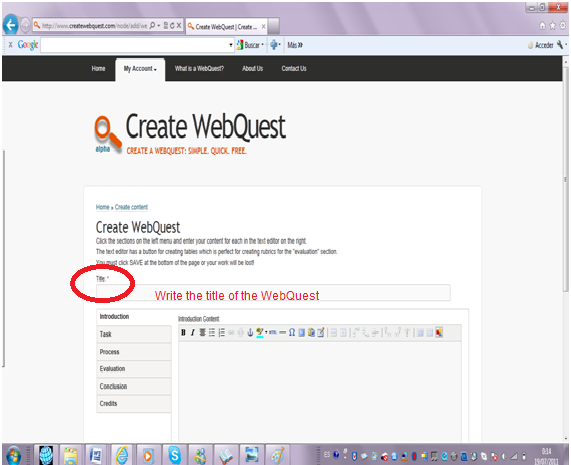 http://www.createwebquest.com/node/add/we
Create WebQuest | Create ...
x Google
Buscar
Más »
Acceder
Home
My Account
What is a WebQuest?
About Us
Contact Us
Create WebQuest
alpha
CREATE A WEBQUEST: SIMPLE. QUICK. FREE.
Home » Create content
Create WebQuest
Click the sections on the left menu and enter your content for each in the text editor on the right.
The text editor has a button for creating tables which is perfect for creating rubrics for the "evaluation" section.
You must click SAVE at the bottom of the page or your work will be lost!
Title: *
Write the title of the WebQuest
Introduction
Introduction Content:
B I
HTML
Ω
Task
Process
Evaluation
Conclusion
Credits
ES
0:14
19/07/2011